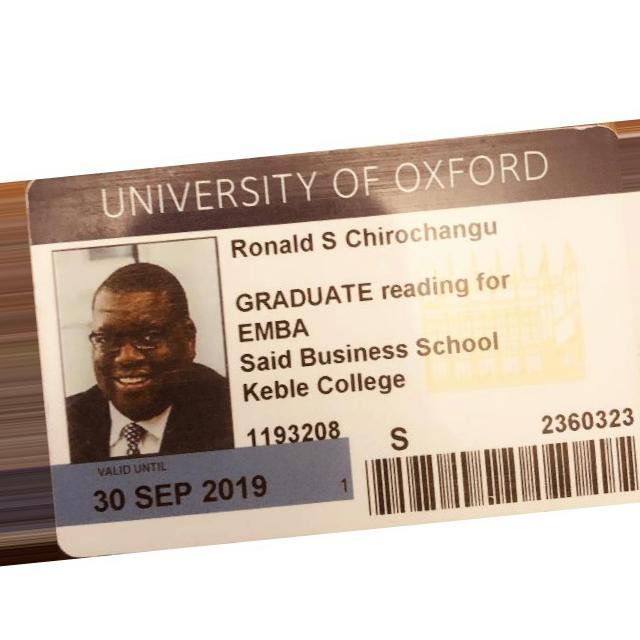 UNIVERSITY OF OXFORD
Ronald S Chirochangu
GRADUATE reading for
EMBA
Said Business School
Keble College
1193208 S 2360323
VALID UNTIL
30 SEP 2019 1